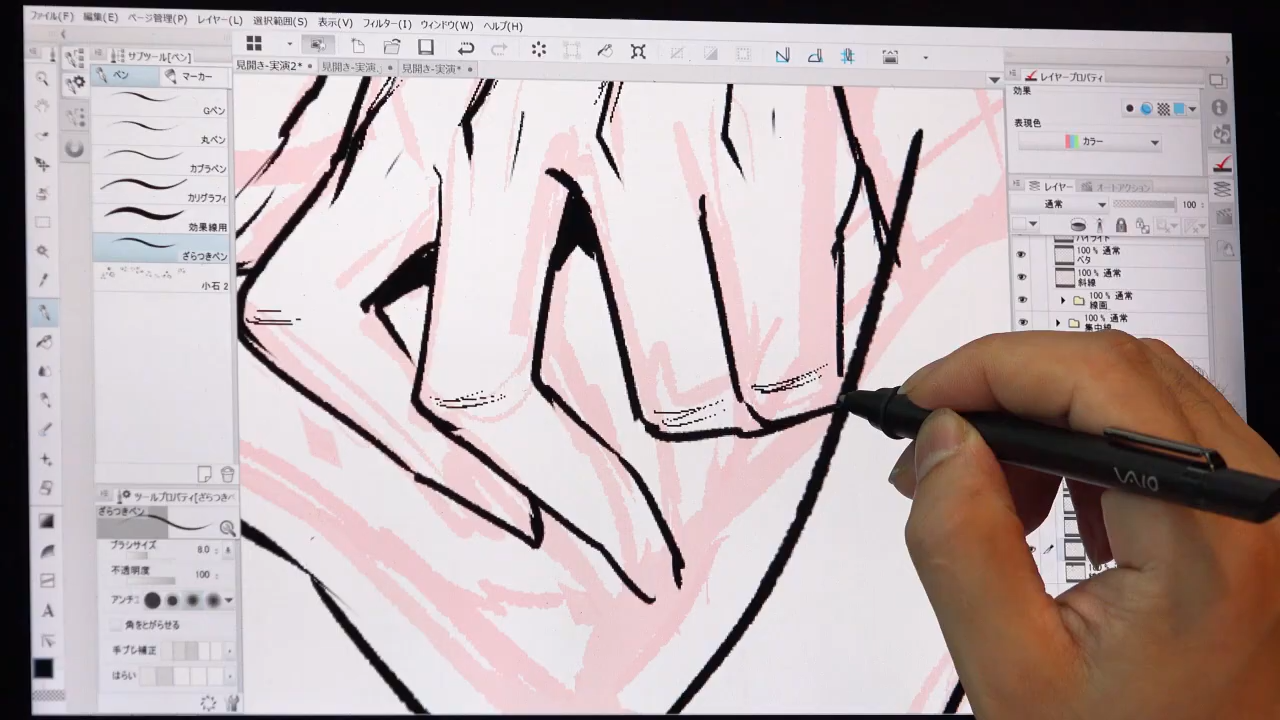 ファイル(F) 編集(E) ページ管理(P) レイヤー(L) 選択範囲(S) 表示(V) フィルター(I) ウィンドウ(W) ヘルプ(H)
サブツール[ペン]
ペン マーカー
Gペン
丸ペン
カブラペン
カリグラフィ
効果線用
ざらつきペン
小石 2
ツールプロパティ[ざらつきペ
ざらつきペン
ブラシサイズ 8.0
不透明度 100
アンチエ
角をとがらせる
手ブレ補正
はらい
A
見開き-実演2*
見開き-実演
見開き-実演*
レイヤープロパティ
効果
表現色
カラー
レイヤー オートアクション
通常 100
ハイライト
100% 通常
ベタ
100% 通常
斜線
100% 通常
線画
100% 通常
集中線
VAIO